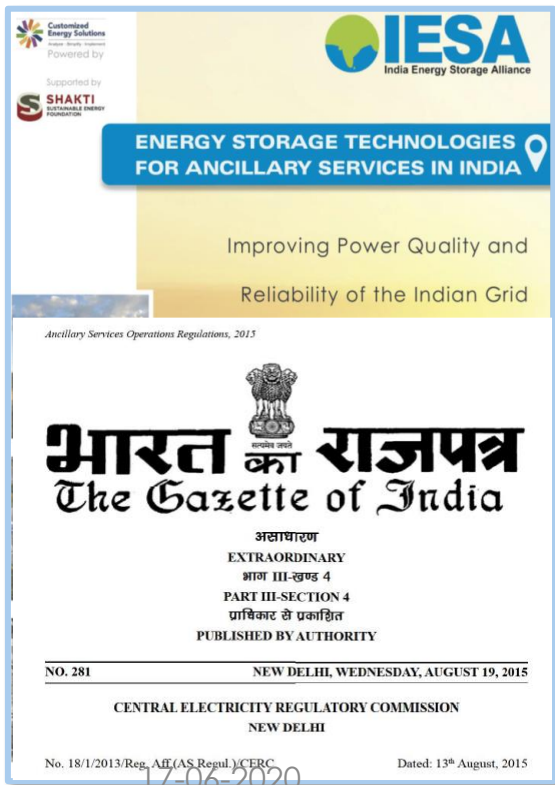 Customized
Energy Solutions
Analyze · Simplify · Implement
Powered by
Supported by
SHAKTI
SUSTAINABLE ENERGY
FOUNDATION
IESA
India Energy Storage Alliance
ENERGY STORAGE TECHNOLOGIES
FOR ANCILLARY SERVICES IN INDIA
Improving Power Quality and
Reliability of the Indian Grid
Ancillary Services Operations Regulations, 2015
सत्यमेव जयते
भारत का राजपत्र
The Gazette of India
असाधारण
EXTRAORDINARY
भाग III-खण्ड 4
PART III-SECTION 4
प्राधिकार से प्रकाशित
PUBLISHED BY AUTHORITY
NO. 281 NEW DELHI, WEDNESDAY, AUGUST 19, 2015
CENTRAL ELECTRICITY REGULATORY COMMISSION
NEW DELHI
No. 18/1/2013/Reg. Aff.(AS Regul.)/CERC Dated: 13th August, 2015
17-06-2020